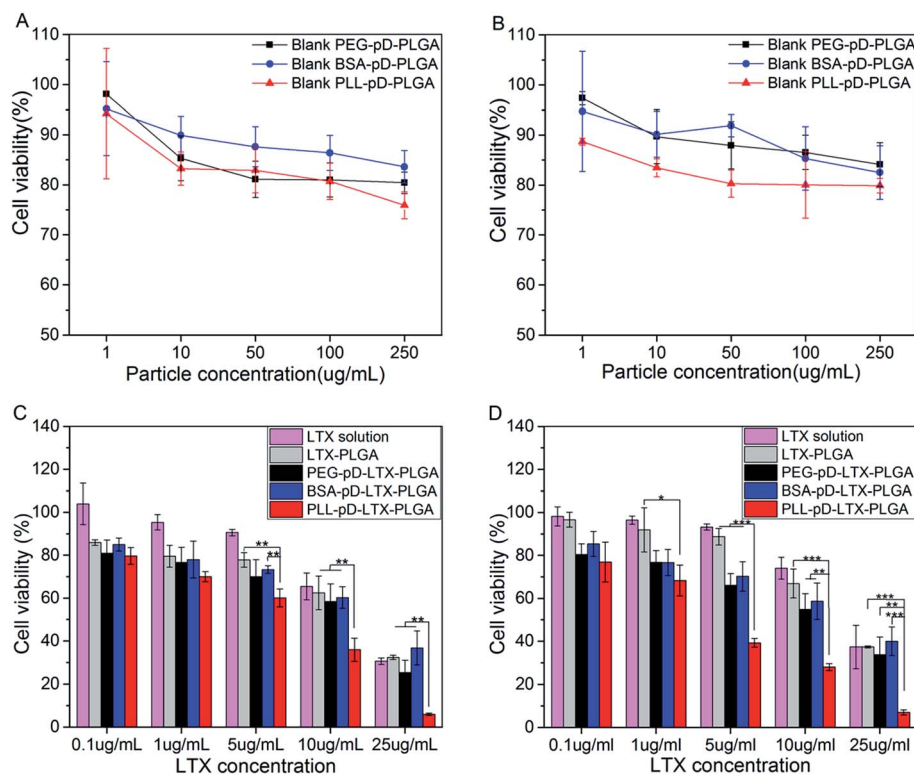 A
110
100
90
80
70
60
50
Cell viability(%)
Blank PEG-pD-PLGA
Blank BSA-pD-PLGA
Blank PLL-pD-PLGA
1 10 50 100 250
Particle concentration(ug/mL)
B
110
100
90
80
70
60
50
Cell viability(%)
Blank PEG-pD-PLGA
Blank BSA-pD-PLGA
Blank PLL-pD-PLGA
1 10 50 100 250
Particle concentration(ug/mL)
C
140
120
100
80
60
40
20
0
Cell viability (%)
LTX solution
LTX-PLGA
PEG-pD-LTX-PLGA
BSA-pD-LTX-PLGA
PLL-pD-LTX-PLGA
**
**
**
**
0.1ug/mL 1ug/mL 5ug/mL 10ug/mL 25ug/mL
LTX concentration
D
140
120
100
80
60
40
20
0
Cell viability (%)
LTX solution
LTX-PLGA
PEG-pD-LTX-PLGA
BSA-pD-LTX-PLGA
PLL-pD-LTX-PLGA
*
***
***
**
***
**
***
0.1ug/ml 1ug/ml 5ug/ml 10ug/ml 25ug/ml
LTX concentration